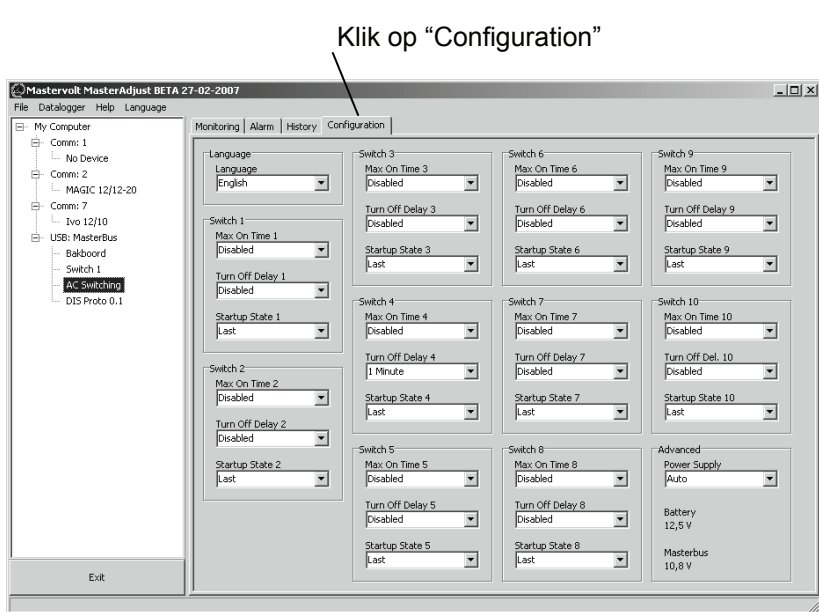 Klik op “Configuration”
Mastervolt MasterAdjust BETA 27-02-2007
File Datalogger Help Language
My Computer
Comm: 1
No Device
Comm: 2
MAGIC 12/12-20
Comm: 7
Ivo 12/10
USB: MasterBus
Bakboord
Switch 1
AC Switching
DIS Proto 0.1
Exit
Monitoring Alarm History Configuration
Language
Language
English
Switch 1
Max On Time 1
Disabled
Turn Off Delay 1
Disabled
Startup State 1
Last
Switch 2
Max On Time 2
Disabled
Turn Off Delay 2
Disabled
Startup State 2
Last
Switch 3
Max On Time 3
Disabled
Turn Off Delay 3
Disabled
Startup State 3
Last
Switch 4
Max On Time 4
Disabled
Turn Off Delay 4
1 Minute
Startup State 4
Last
Switch 5
Max On Time 5
Disabled
Turn Off Delay 5
Disabled
Startup State 5
Last
Switch 6
Max On Time 6
Disabled
Turn Off Delay 6
Disabled
Startup State 6
Last
Switch 7
Max On Time 7
Disabled
Turn Off Delay 7
Disabled
Startup State 7
Last
Switch 8
Max On Time 8
Disabled
Turn Off Delay 8
Disabled
Startup State 8
Last
Switch 9
Max On Time 9
Disabled
Turn Off Delay 9
Disabled
Startup State 9
Last
Switch 10
Max On Time 10
Disabled
Turn Off Del. 10
Disabled
Startup State 10
Last
Advanced
Power Supply
Auto
Battery
12,5 V
Masterbus
10,8 V